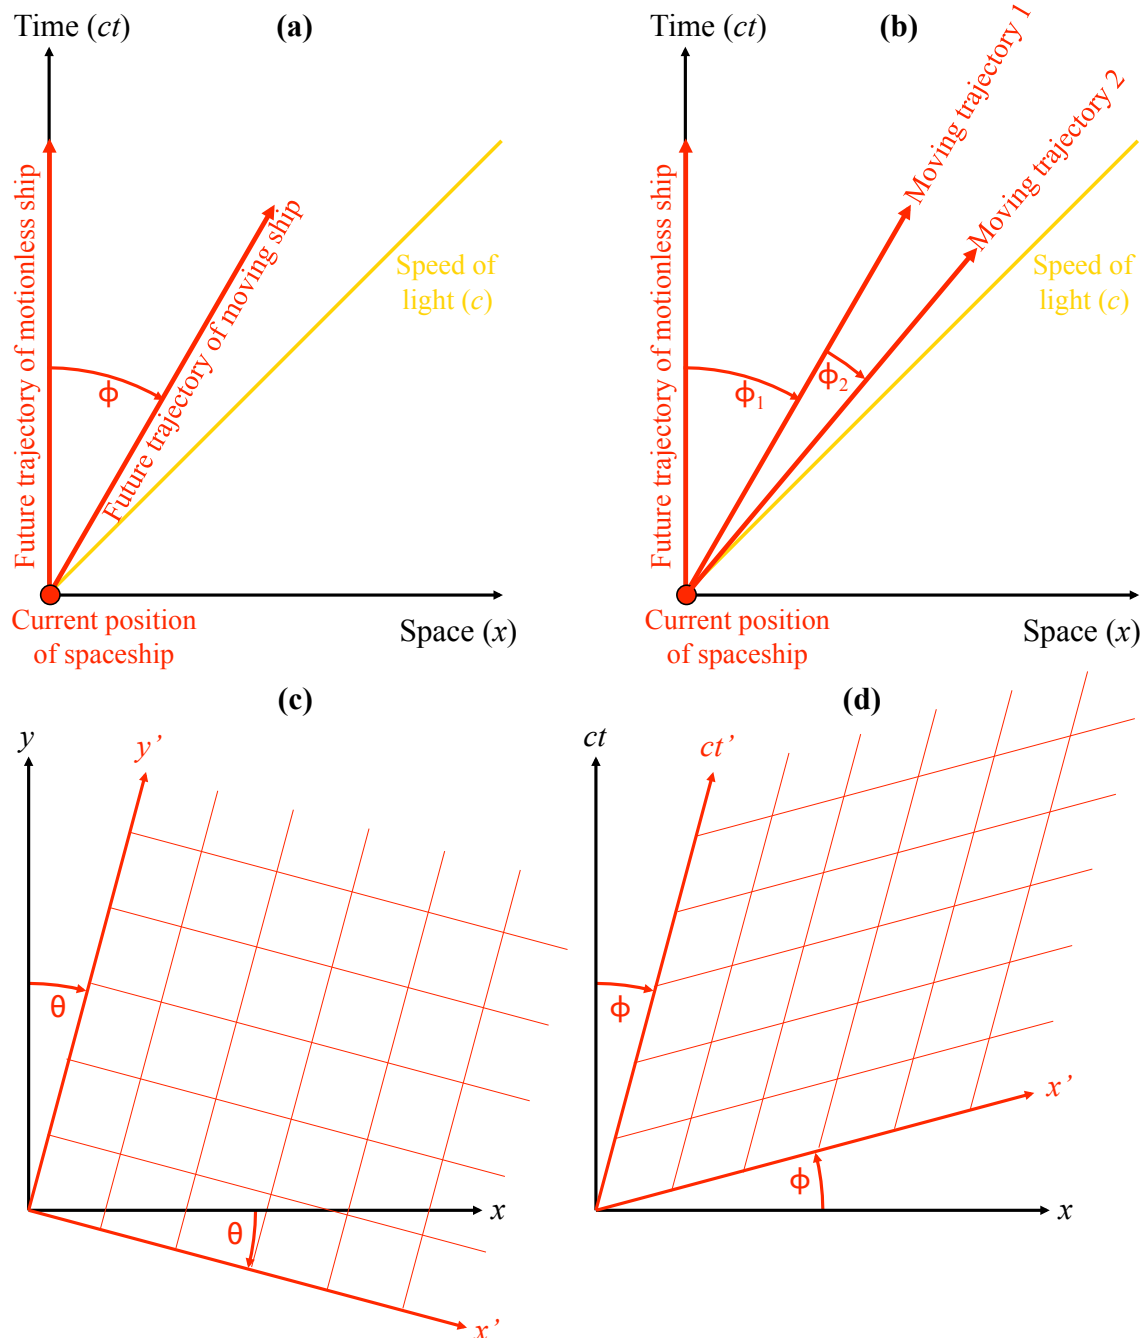 Time (ct)
(a)
Future trajectory of motionless ship
Future trajectory of moving ship
ϕ
Speed of
light (c)
Current position
of spaceship
Space (x)
Time (ct)
(b)
Future trajectory of motionless ship
Moving trajectory 1
Moving trajectory 2
ϕ1
ϕ2
Speed of
light (c)
Current position
of spaceship
Space (x)
(c)
y
y’
θ
θ
x
x’
(d)
ct
ct’
ϕ
x’
ϕ
x